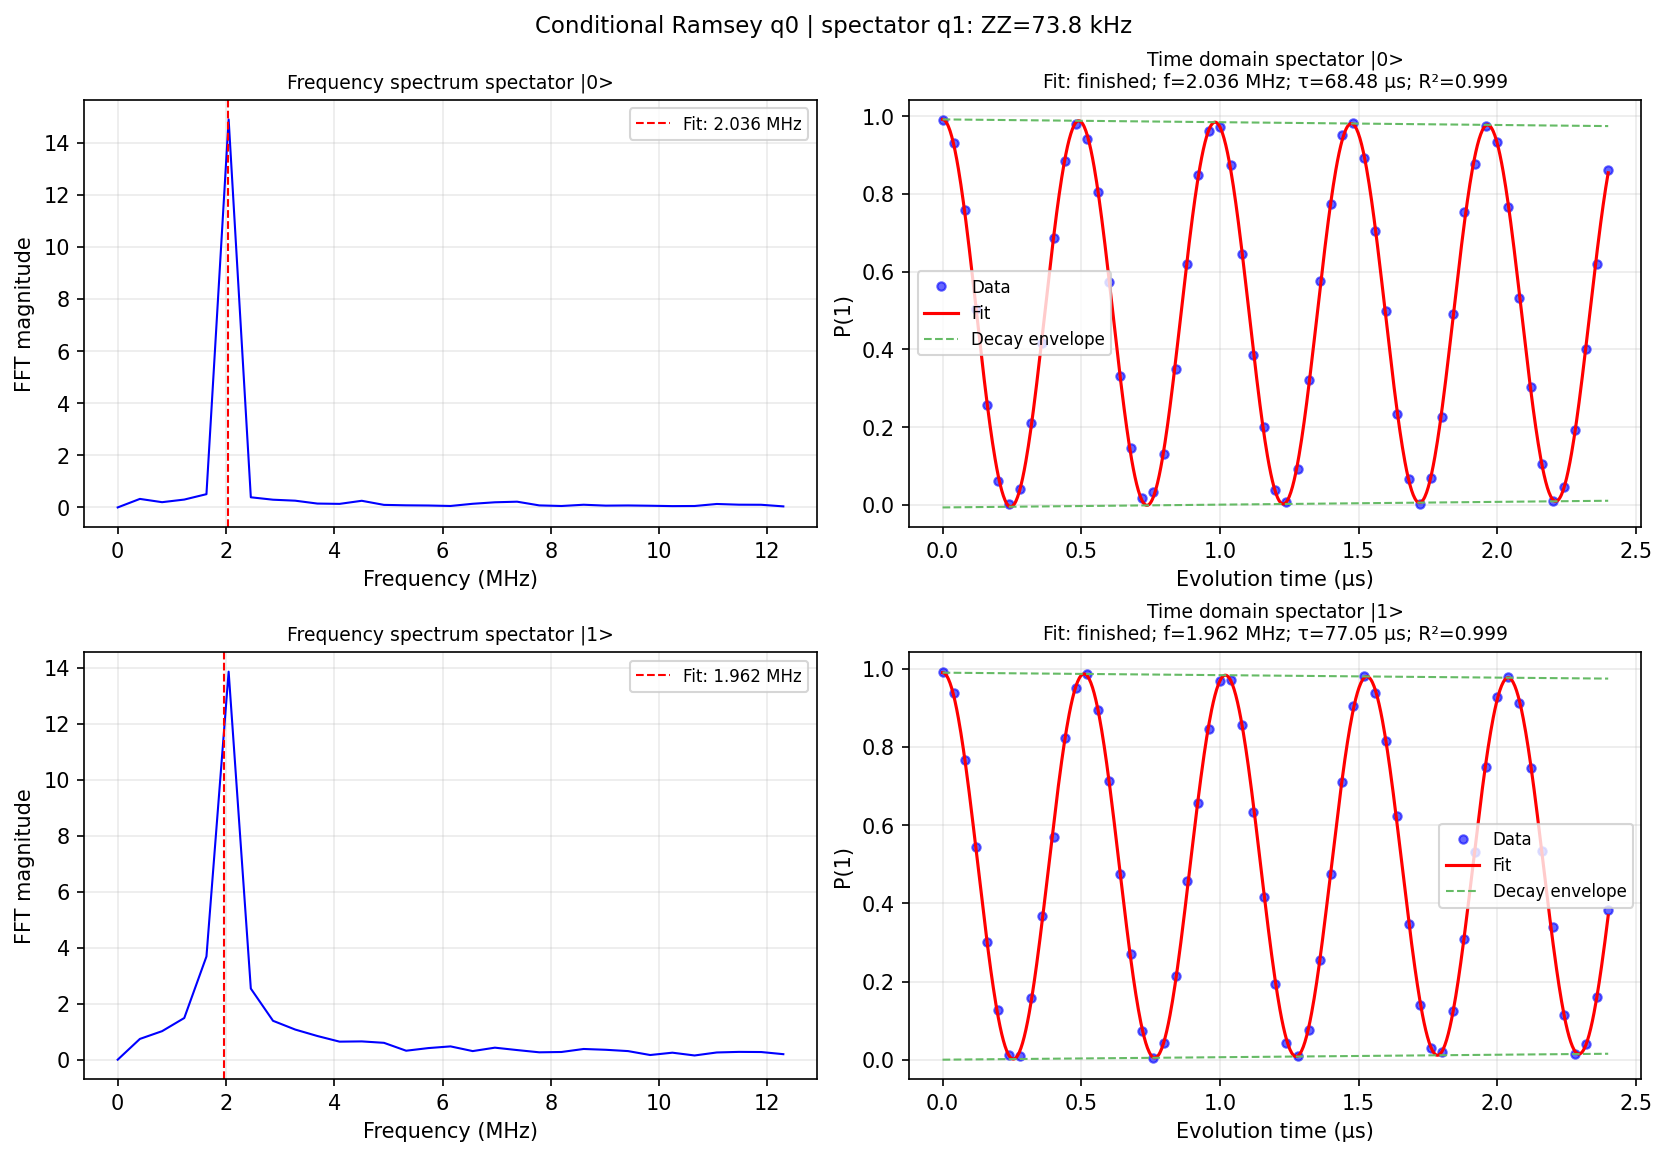 Conditional Ramsey q0 | spectator q1: ZZ=73.8 kHz
Frequency spectrum spectator |0>
FFT magnitude
14
12
10
8
6
4
2
0
Fit: 2.036 MHz
0 2 4 6 8 10 12
Frequency (MHz)
Time domain spectator |0>
Fit: finished; f=2.036 MHz; τ=68.48 µs; R²=0.999
P(1)
1.0
0.8
0.6
0.4
0.2
0.0
Data
Fit
Decay envelope
0.0 0.5 1.0 1.5 2.0 2.5
Evolution time (µs)
Frequency spectrum spectator |1>
FFT magnitude
14
12
10
8
6
4
2
0
Fit: 1.962 MHz
0 2 4 6 8 10 12
Frequency (MHz)
Time domain spectator |1>
Fit: finished; f=1.962 MHz; τ=77.05 µs; R²=0.999
P(1)
1.0
0.8
0.6
0.4
0.2
0.0
Data
Fit
Decay envelope
0.0 0.5 1.0 1.5 2.0 2.5
Evolution time (µs)